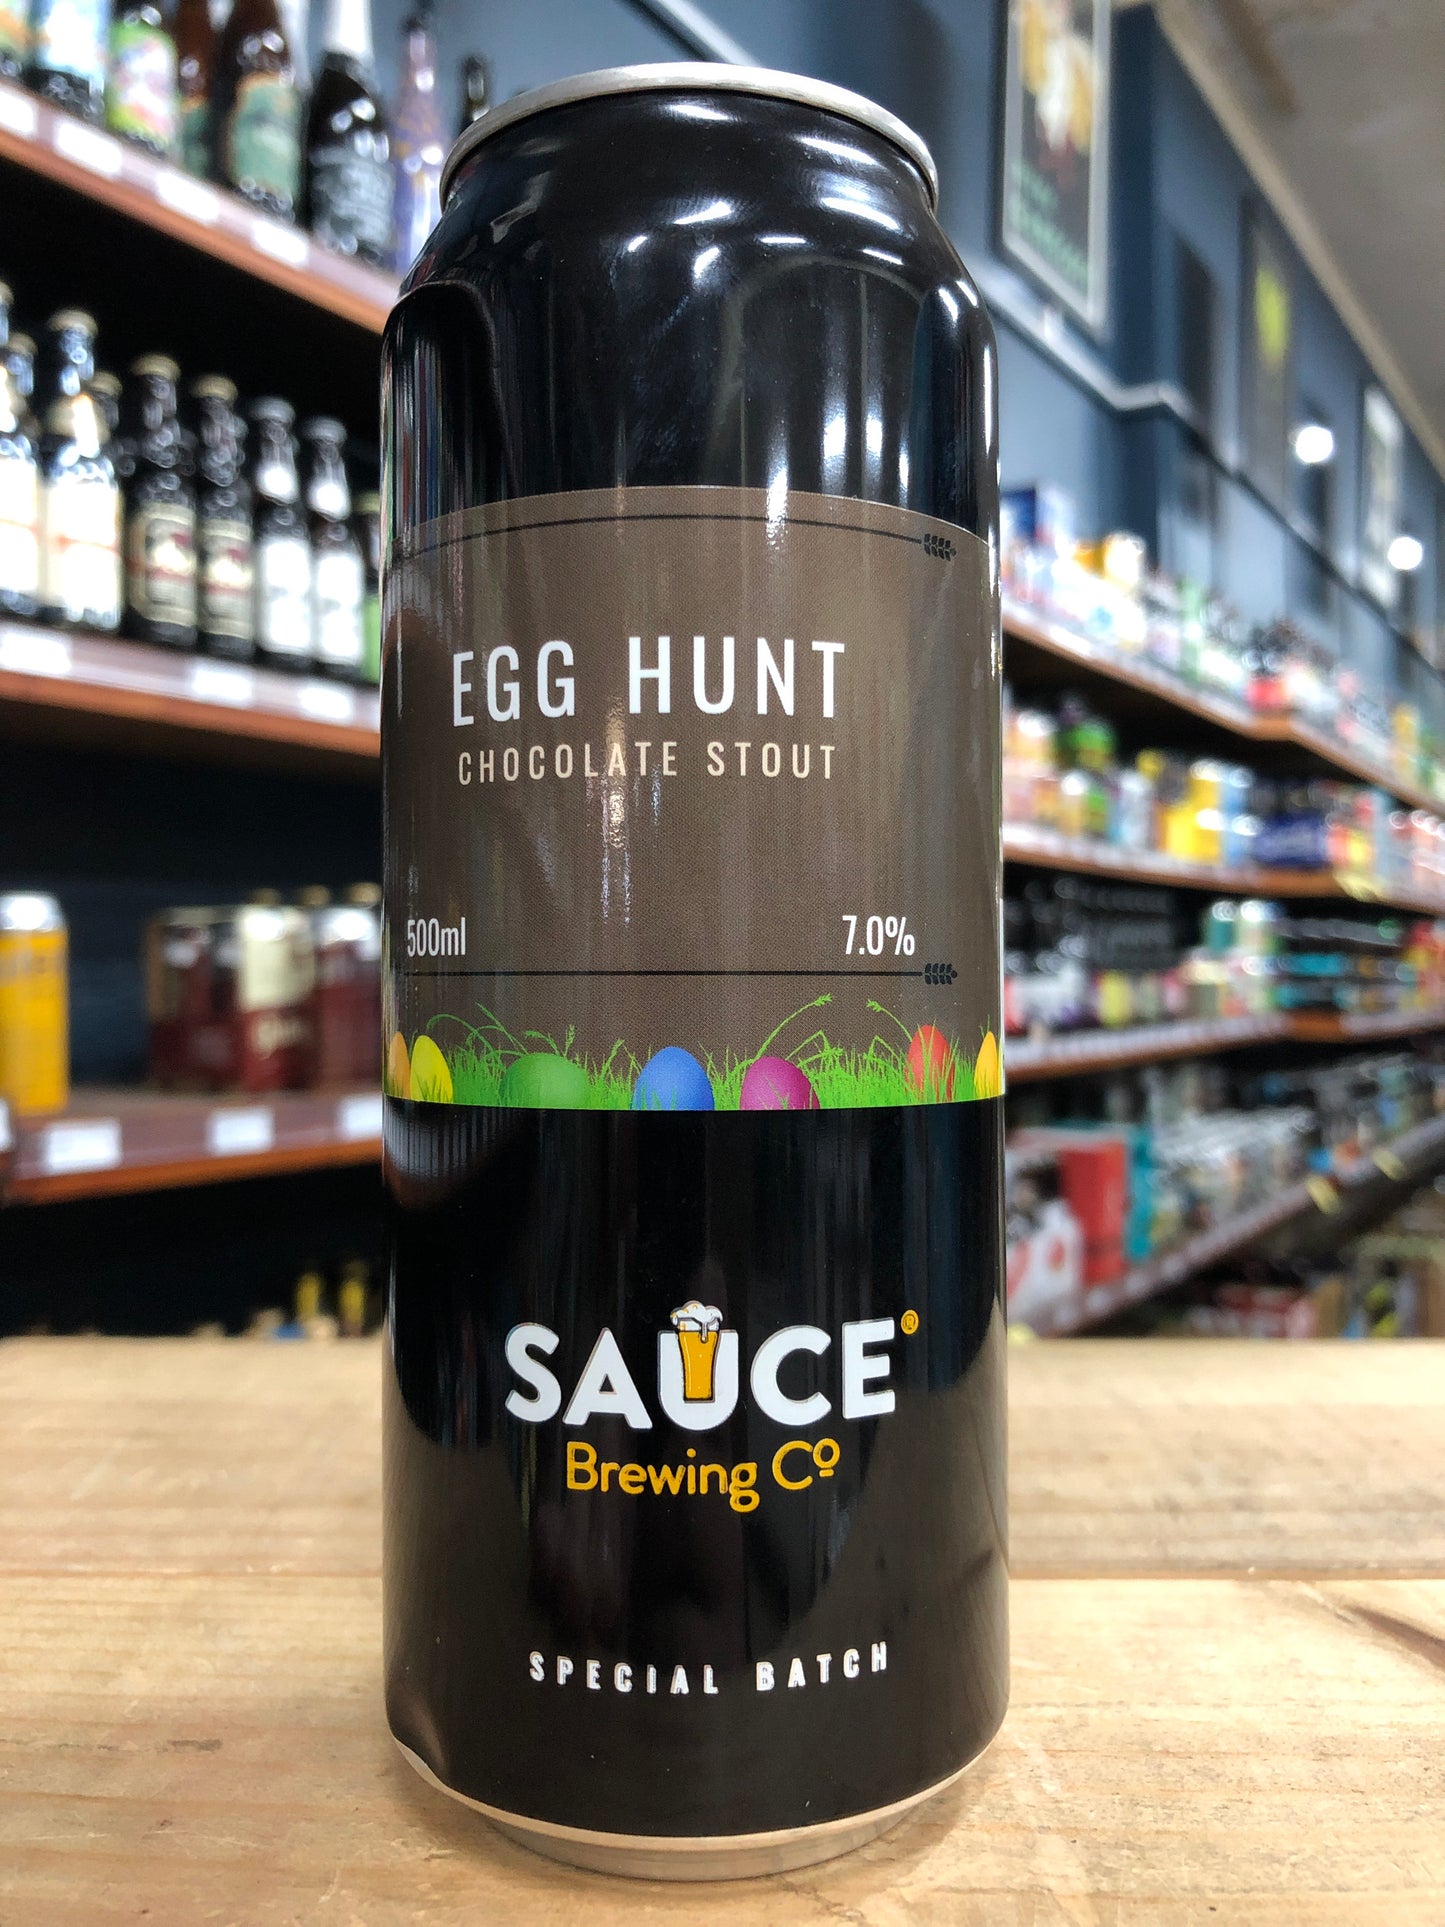 EGG HUNT
CHOCOLATE STOUT
500ml 7.0%
SAUCE®
Brewing Co
SPECIAL BATCH